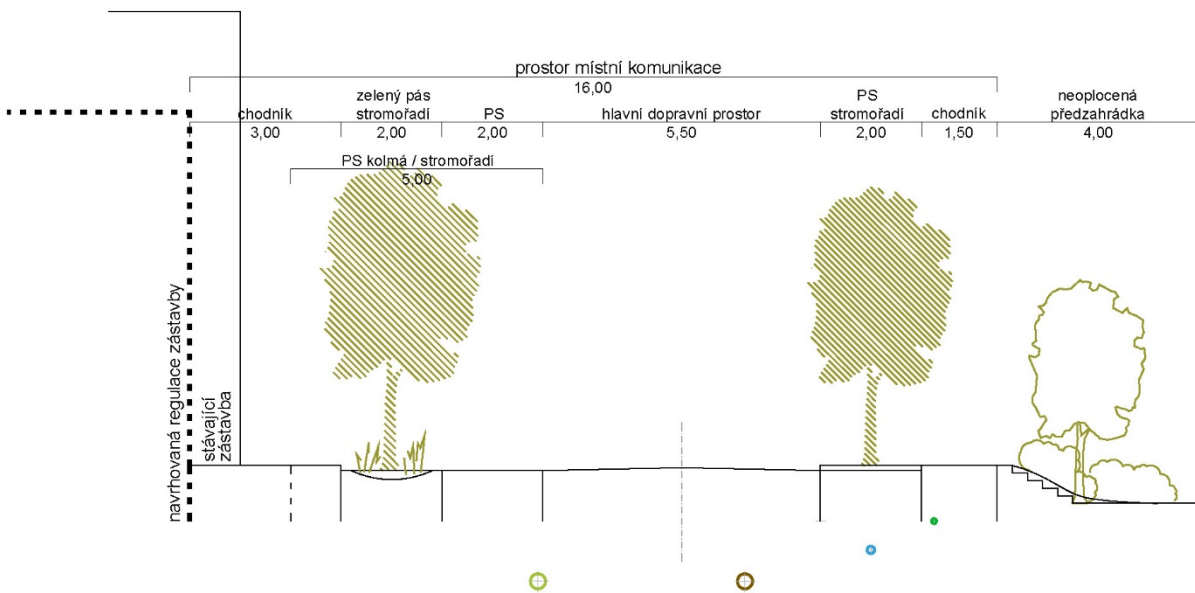 prostor místní komunikace
16,00
chodník
3,00
zelený pás
stromořadí
2,00
PS
2,00
hlavní dopravní prostor
5,50
PS
stromořadí
2,00
chodník
1,50
neoplocená
předzahrádka
4,00
PS kolmá / stromořadí
5,00
navrhovaná regulace zástavby
stávající
zástavba